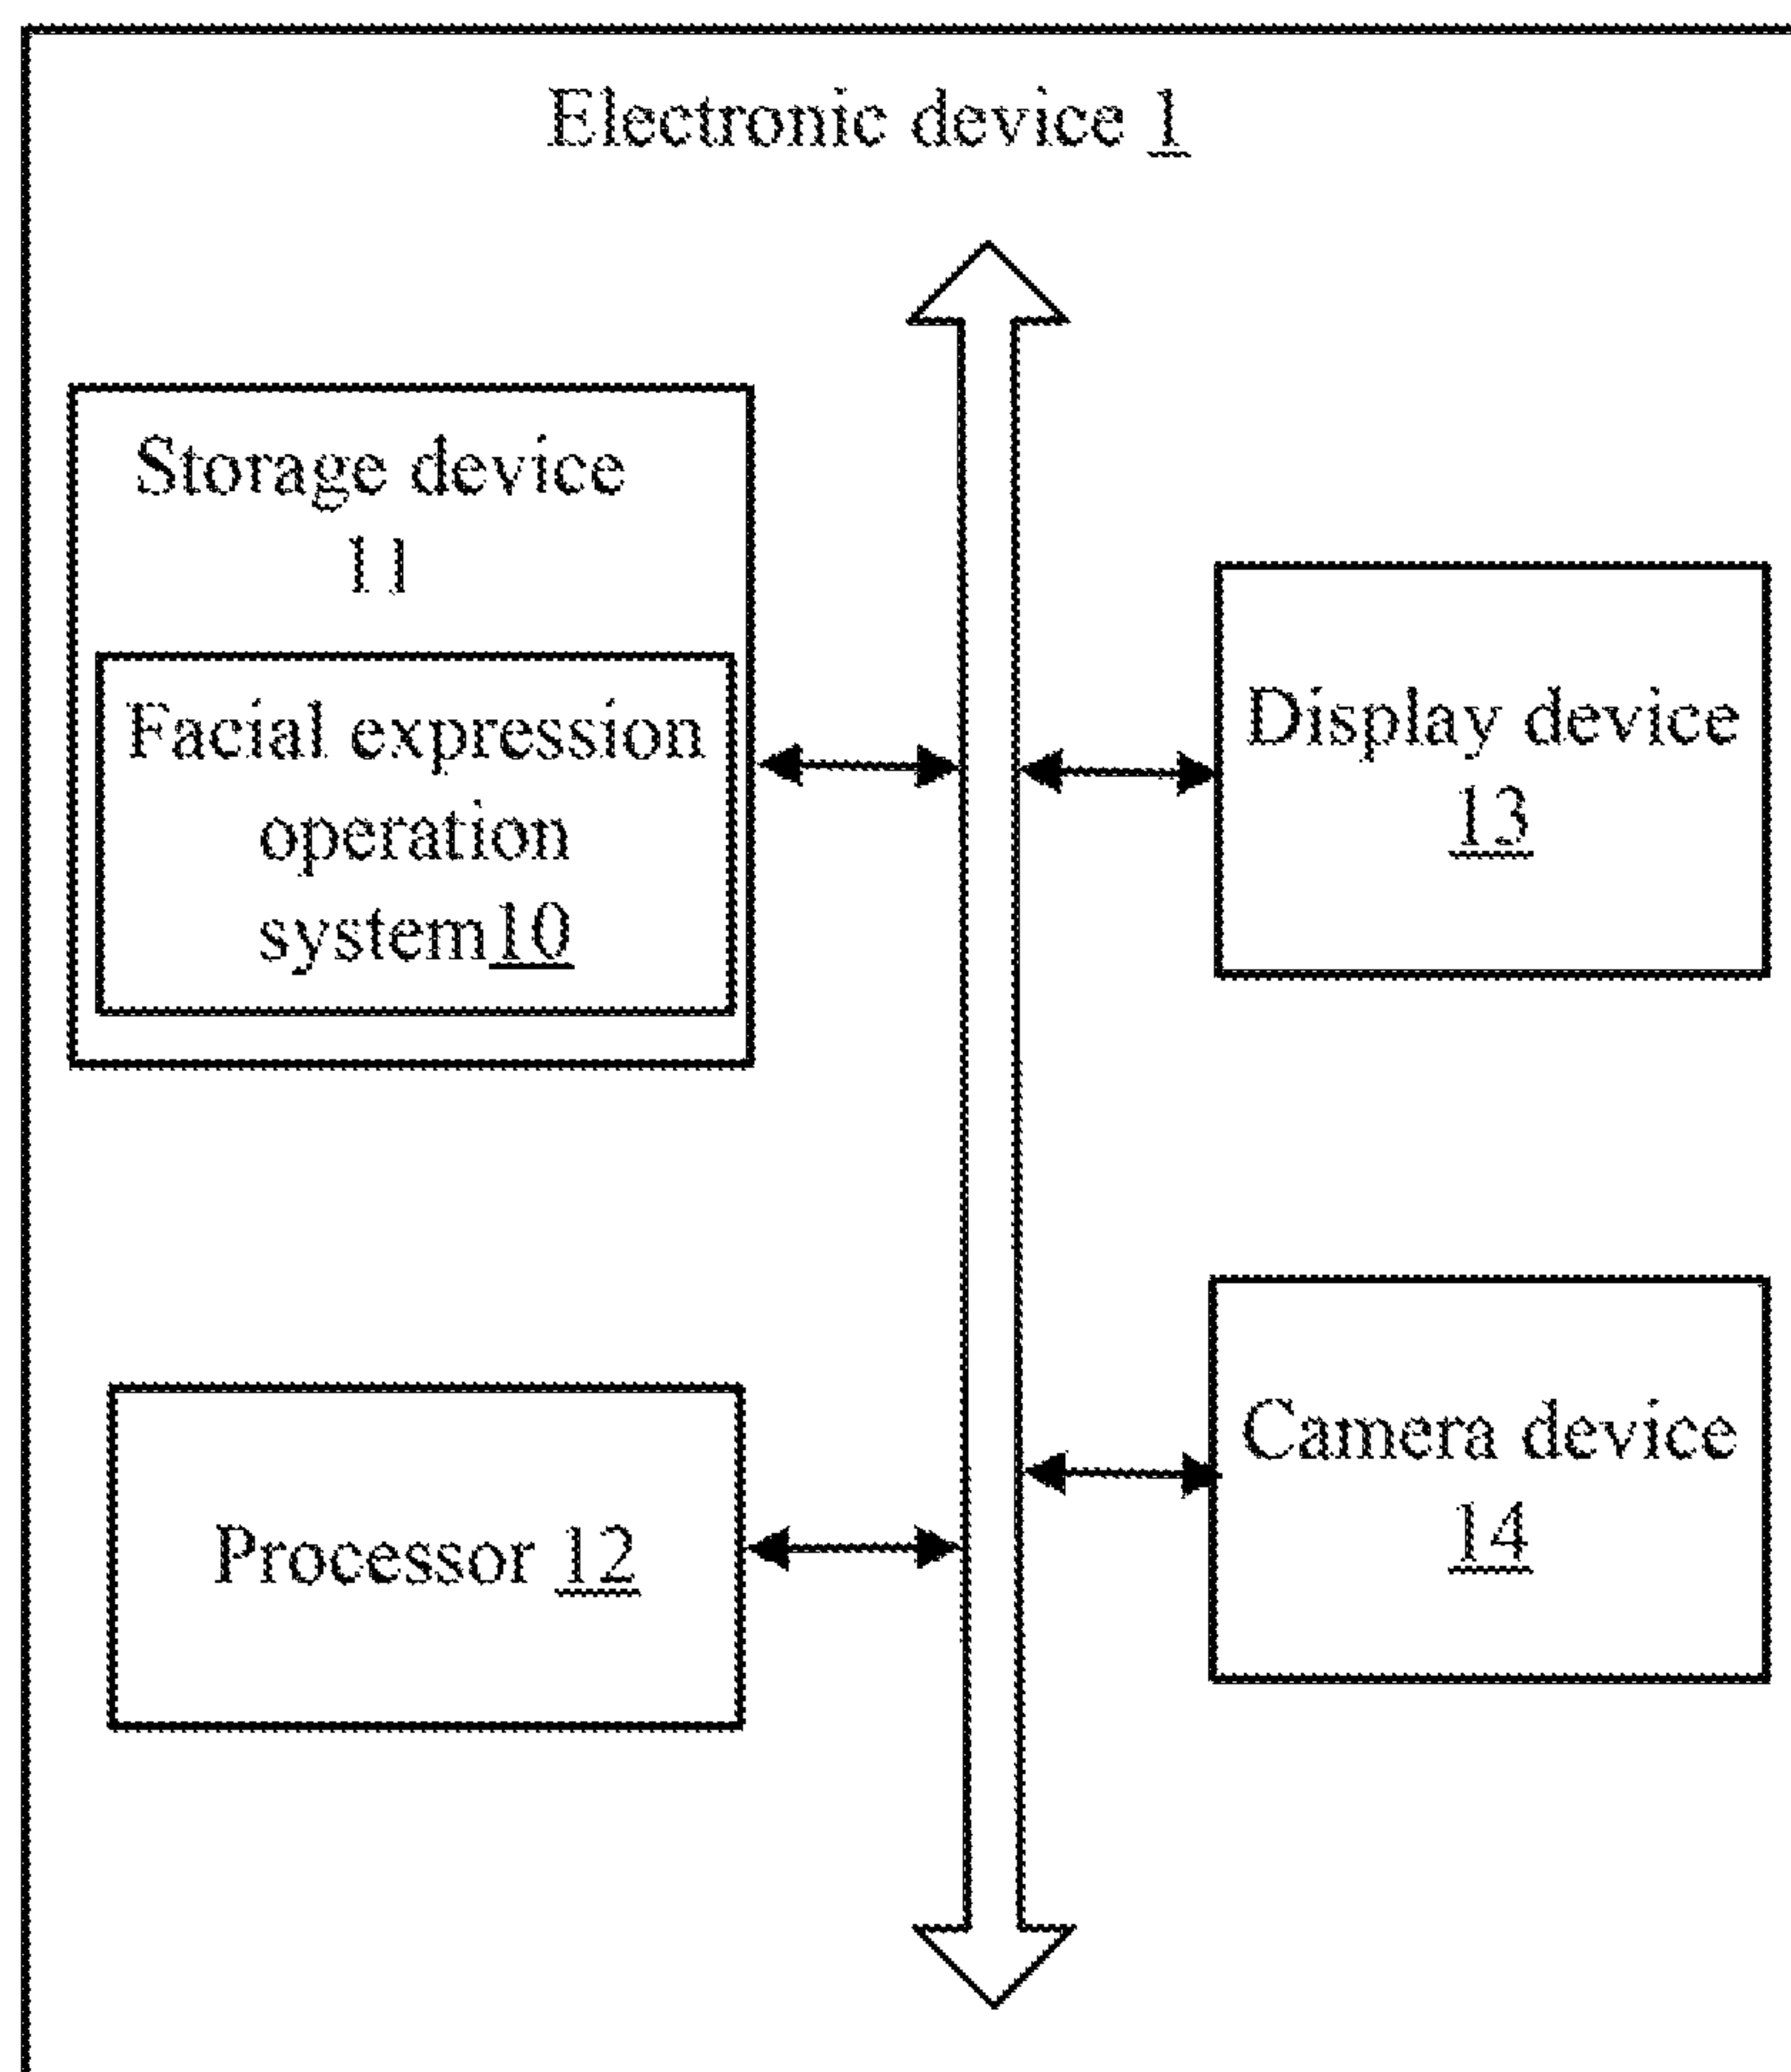 Electronic device 1
Storage device
11
Facial expression
operation
system10
Display device
13
Camera device
14
Processor 12